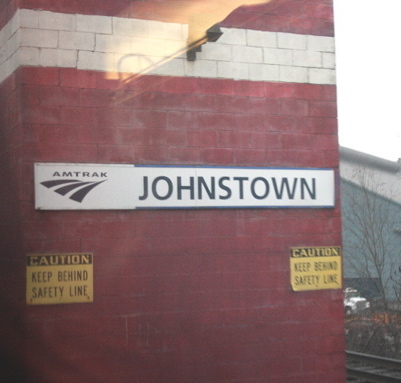 AMTRAK
JOHNSTOWN
CAUTION
KEEP BEHIND
SAFETY LINE
CAUTION
KEEP BEHIND
SAFETY LINE